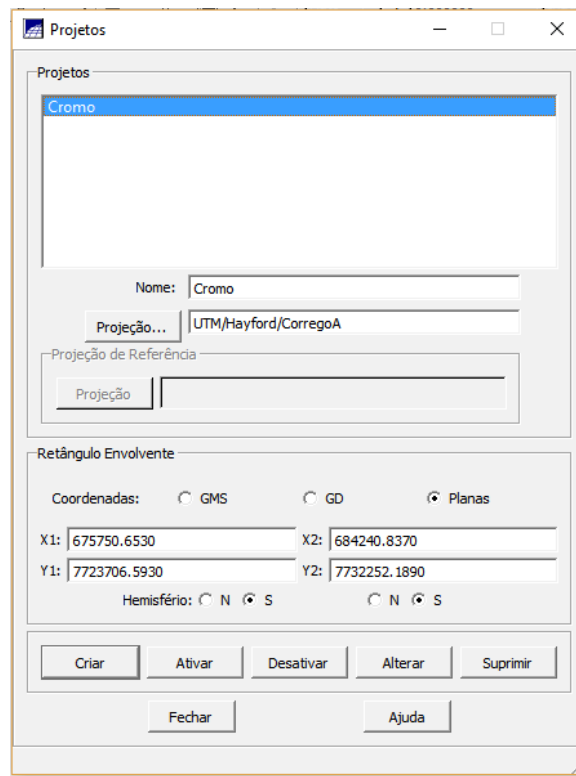 Projetos
Projetos
Cromo
Nome: Cromo
Projeção... UTM/Hayford/CorregoA
Projeção de Referência
Projeção
Retângulo Envolvente
Coordenadas: GMS GD Planas
X1: 675750.6530 X2: 684240.8370
Y1: 7723706.5930 Y2: 7732252.1890
Hemisfério: N S N S
Criar Ativar Desativar Alterar Suprimir
Fechar Ajuda